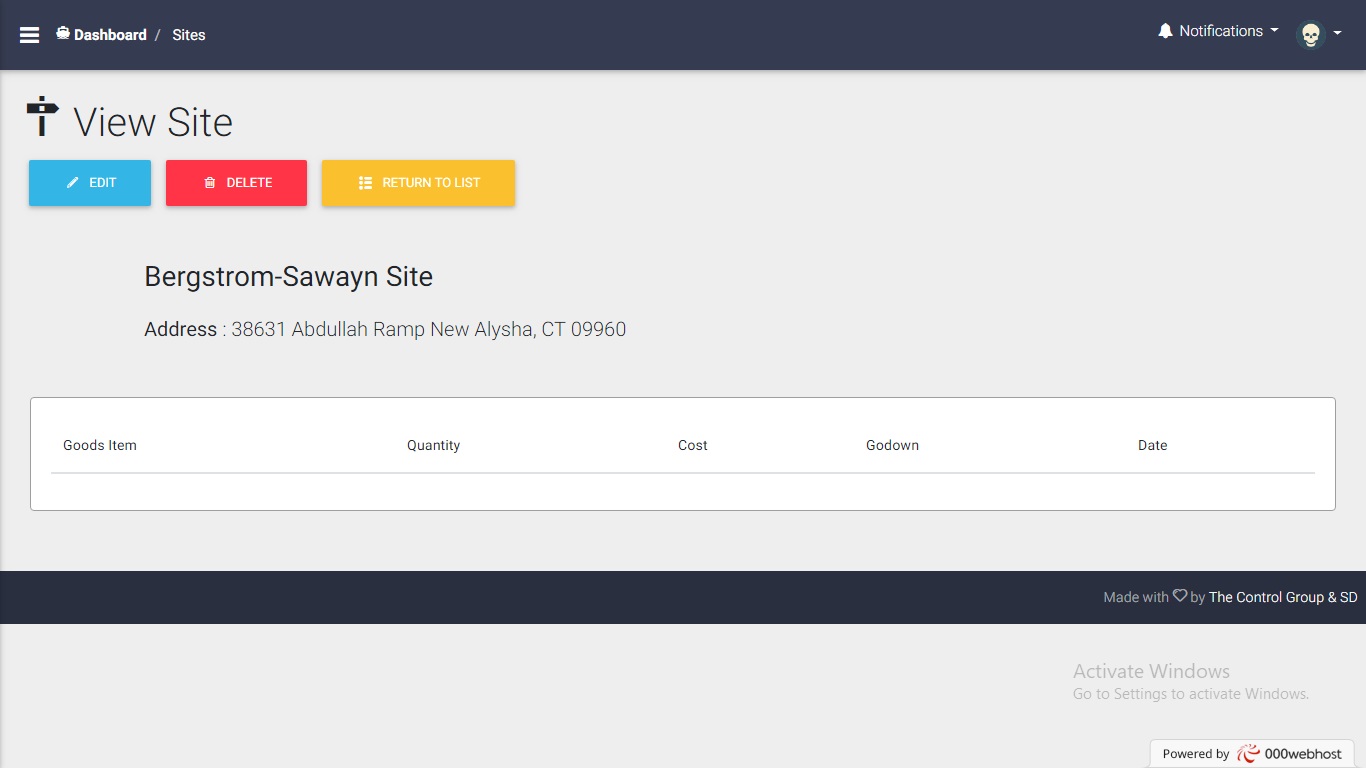 Dashboard / Sites
Notifications
View Site
EDIT
DELETE
RETURN TO LIST
Bergstrom-Sawayn Site
Address : 38631 Abdullah Ramp New Alysha, CT 09960
Goods Item Quantity Cost Godown Date
Made with by The Control Group & SD
Activate Windows
Go to Settings to activate Windows.
Powered by 000webhost